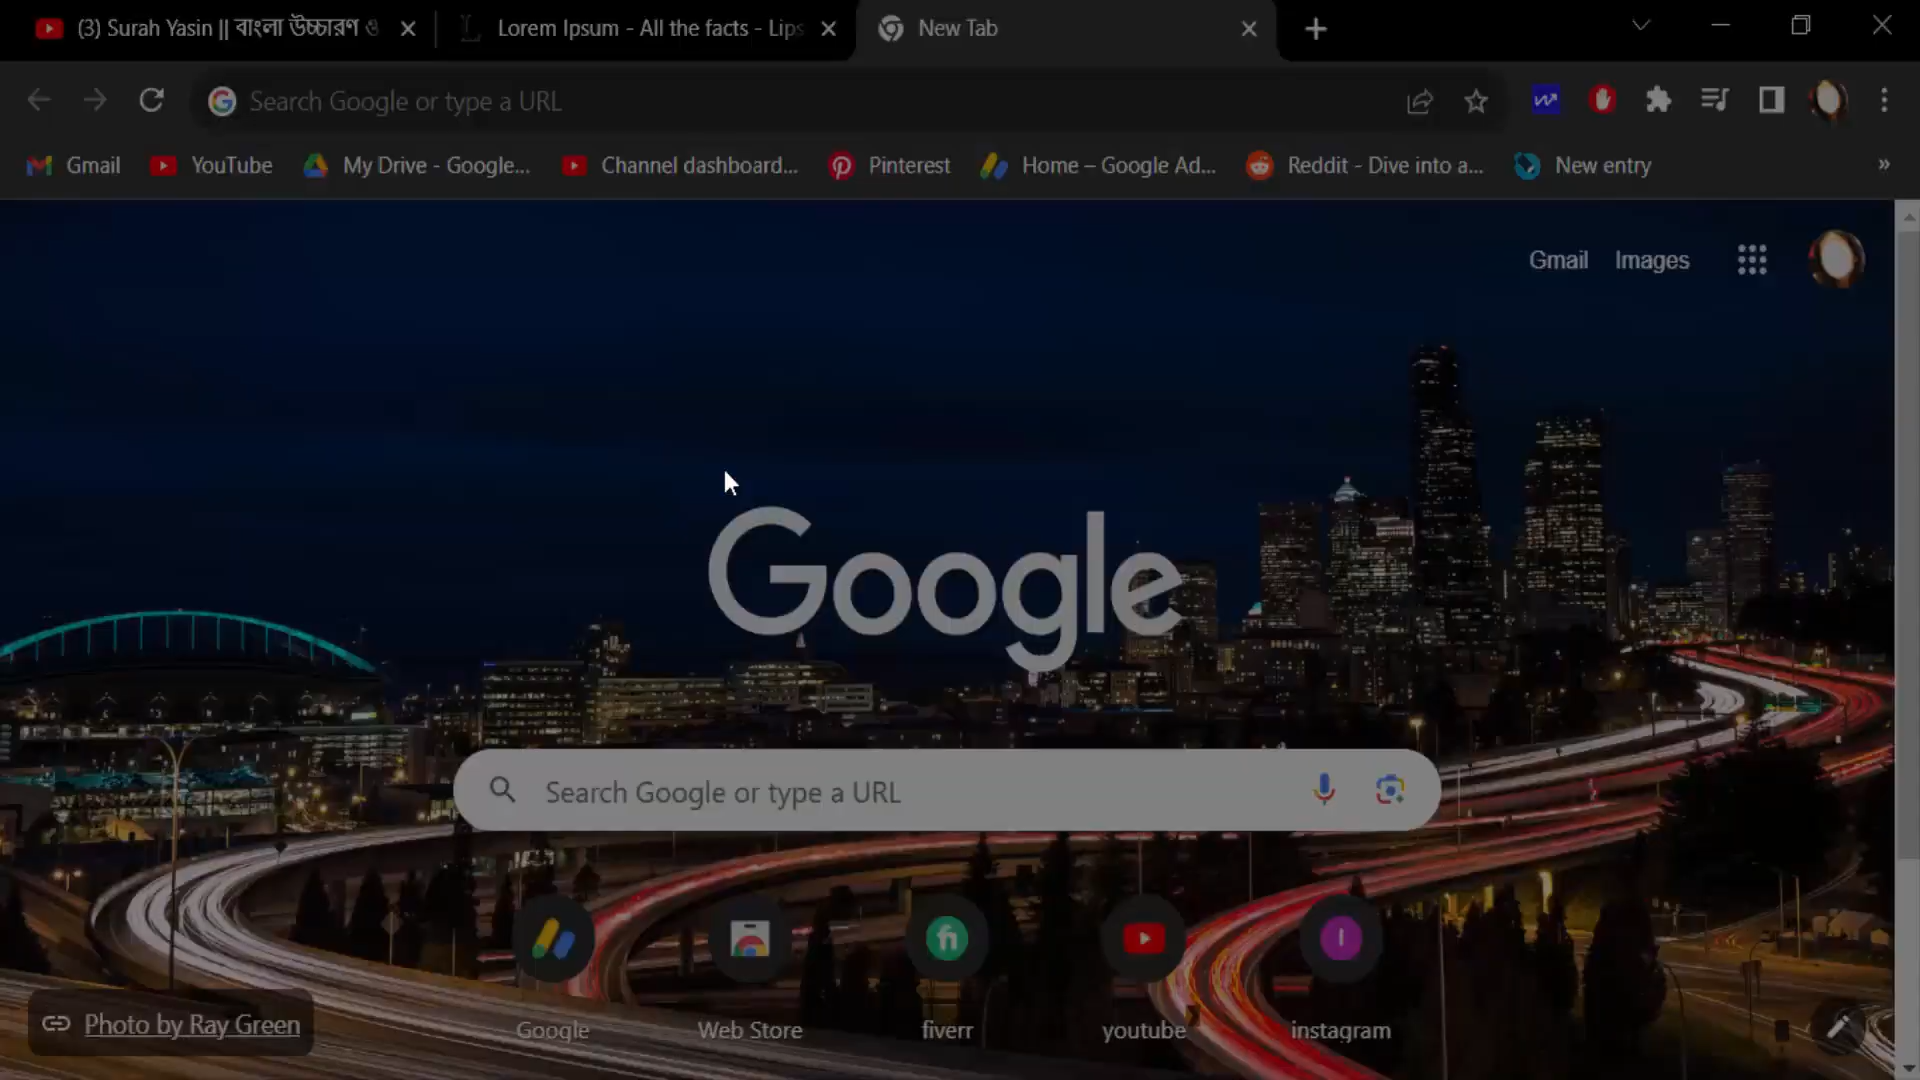 (3) Surah Yasin || বাংলা উচ্চারণ ও
Lorem Ipsum - All the facts - Lips
New Tab
Search Google or type a URL
Gmail
YouTube
My Drive - Google...
Channel dashboard...
Pinterest
Home – Google Ad...
Reddit - Dive into a...
New entry
»
Gmail
Images
Google
Search Google or type a URL
Google
Web Store
fiverr
youtube
instagram
Photo by Ray Green